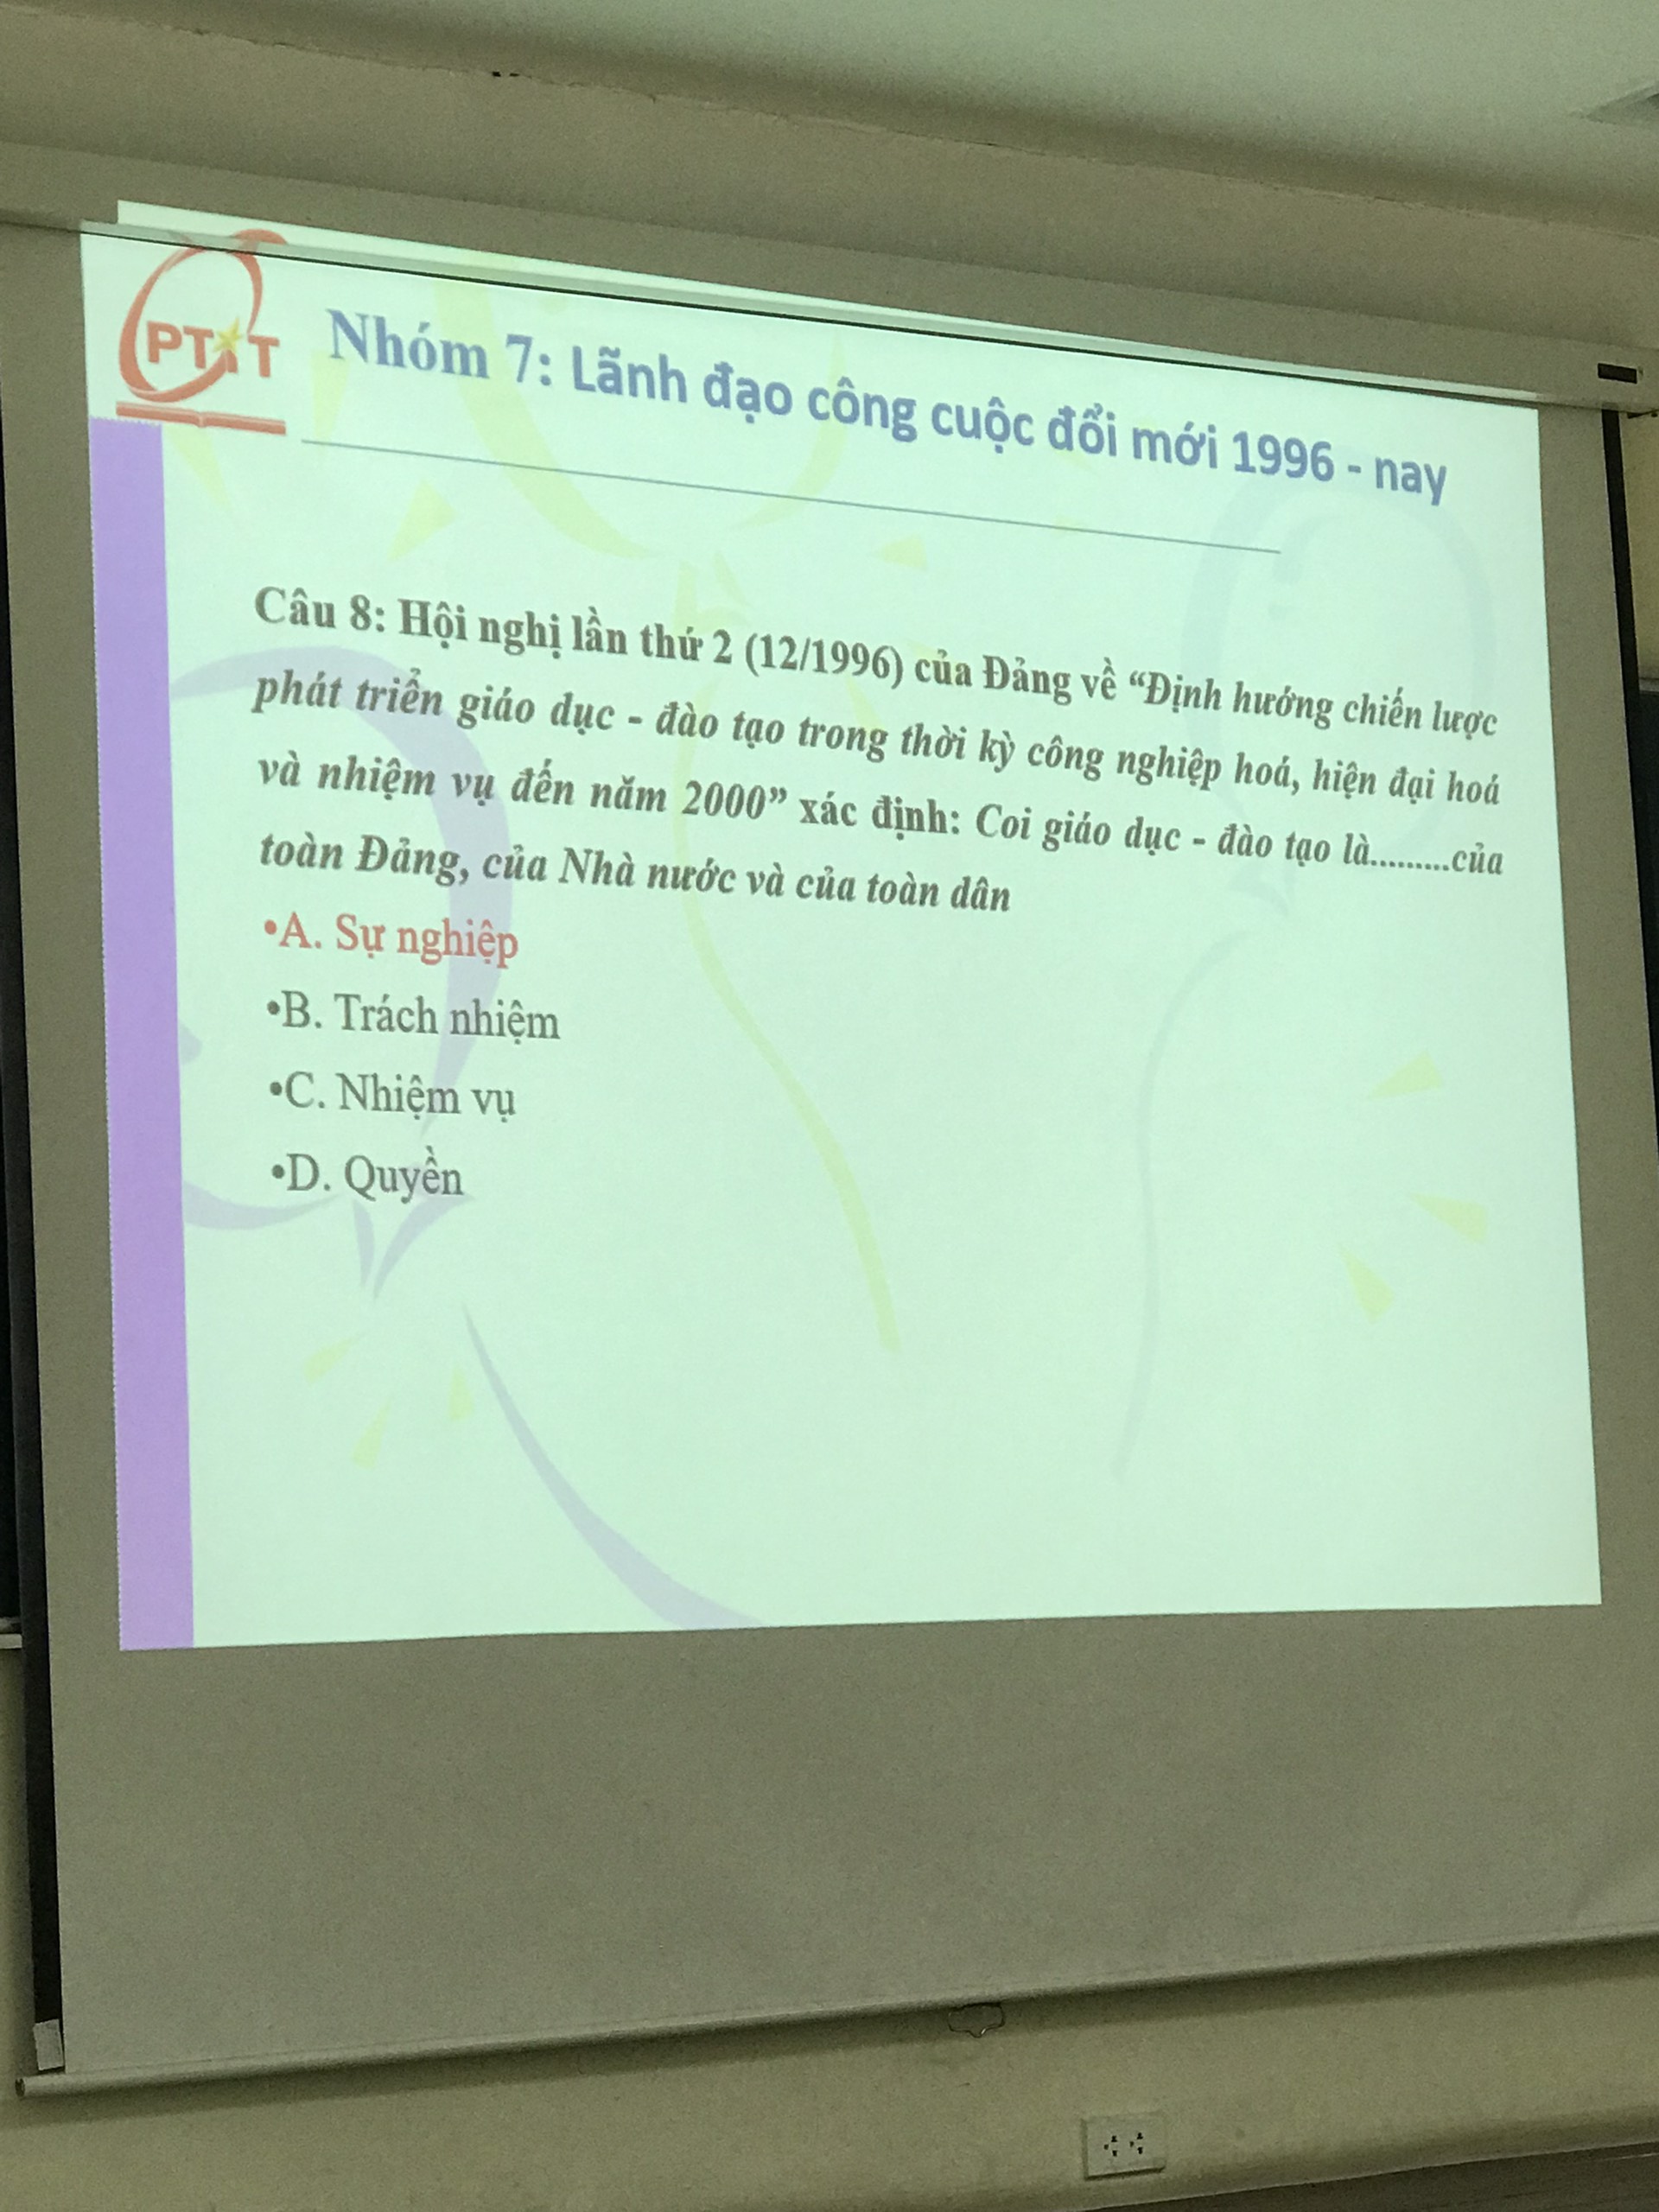 PTIT
Nhóm 7: Lãnh đạo công cuộc đổi mới 1996 - nay
Câu 8: Hội nghị lần thứ 2 (12/1996) của Đảng về “Định hướng chiến lược
phát triển giáo dục - đào tạo trong thời kỳ công nghiệp hoá, hiện đại hoá
và nhiệm vụ đến năm 2000” xác định: Coi giáo dục - đào tạo là.........của
toàn Đảng, của Nhà nước và của toàn dân
•A. Sự nghiệp
•B. Trách nhiệm
•C. Nhiệm vụ
•D. Quyền